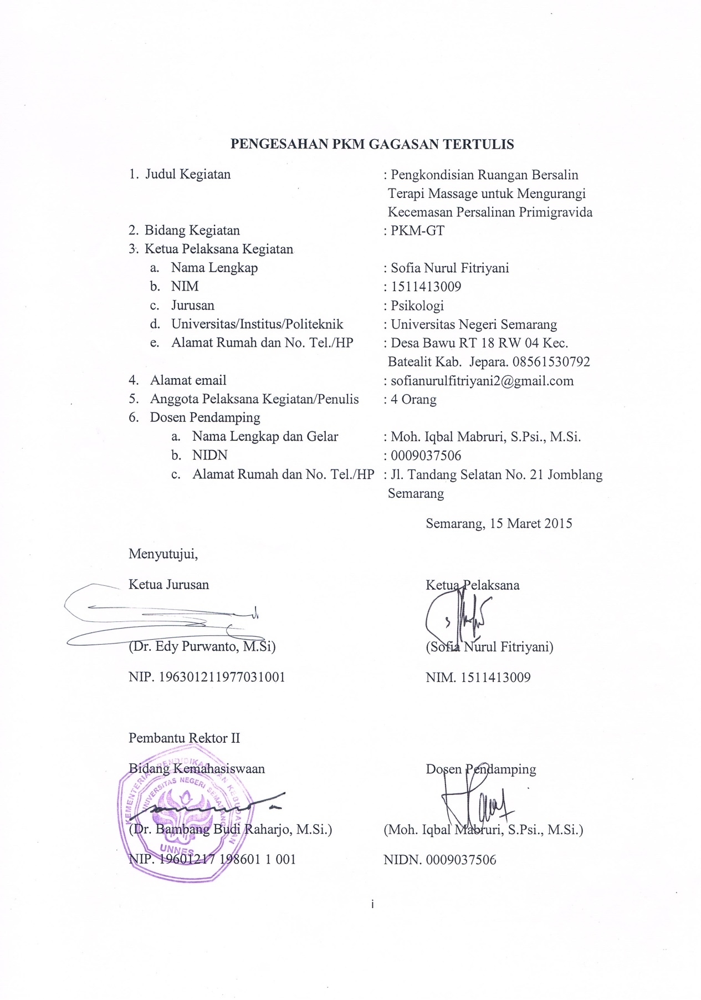 PENGESAHAN PKM GAGASAN TERTULIS
1. Judul Kegiatan : Pengkondisian Ruangan Bersalin
Terapi Massage untuk Mengurangi
Kecemasan Persalinan Primigravida
2. Bidang Kegiatan : PKM-GT
3. Ketua Pelaksana Kegiatan
a. Nama Lengkap : Sofia Nurul Fitriyani
b. NIM : 1511413009
c. Jurusan : Psikologi
d. Universitas/Institus/Politeknik : Universitas Negeri Semarang
e. Alamat Rumah dan No. Tel./HP : Desa Bawu RT 18 RW 04 Kec.
Batealit Kab. Jepara. 08561530792
4. Alamat email : sofianurulfitriyani2@gmail.com
5. Anggota Pelaksana Kegiatan/Penulis : 4 Orang
6. Dosen Pendamping
a. Nama Lengkap dan Gelar : Moh. Iqbal Mabruri, S.Psi., M.Si.
b. NIDN : 0009037506
c. Alamat Rumah dan No. Tel./HP : Jl. Tandang Selatan No. 21 Jomblang
Semarang
Semarang, 15 Maret 2015
Menyutujui,
Ketua Jurusan Ketua Pelaksana
(Dr. Edy Purwanto, M.Si) (Sofia Nurul Fitriyani)
NIP. 196301211977031001 NIM. 1511413009
Pembantu Rektor II
Bidang Kemahasiswaan Dosen Pendamping
(Dr. Bambang Budi Raharjo, M.Si.) (Moh. Iqbal Mabruri, S.Psi., M.Si.)
NIP. 19601217 198601 1 001 NIDN. 0009037506
KEMENTERIAN PENDIDIKAN DAN KEBUDAYAAN
UNIVERSITAS NEGERI SEMARANG
UNNES
i